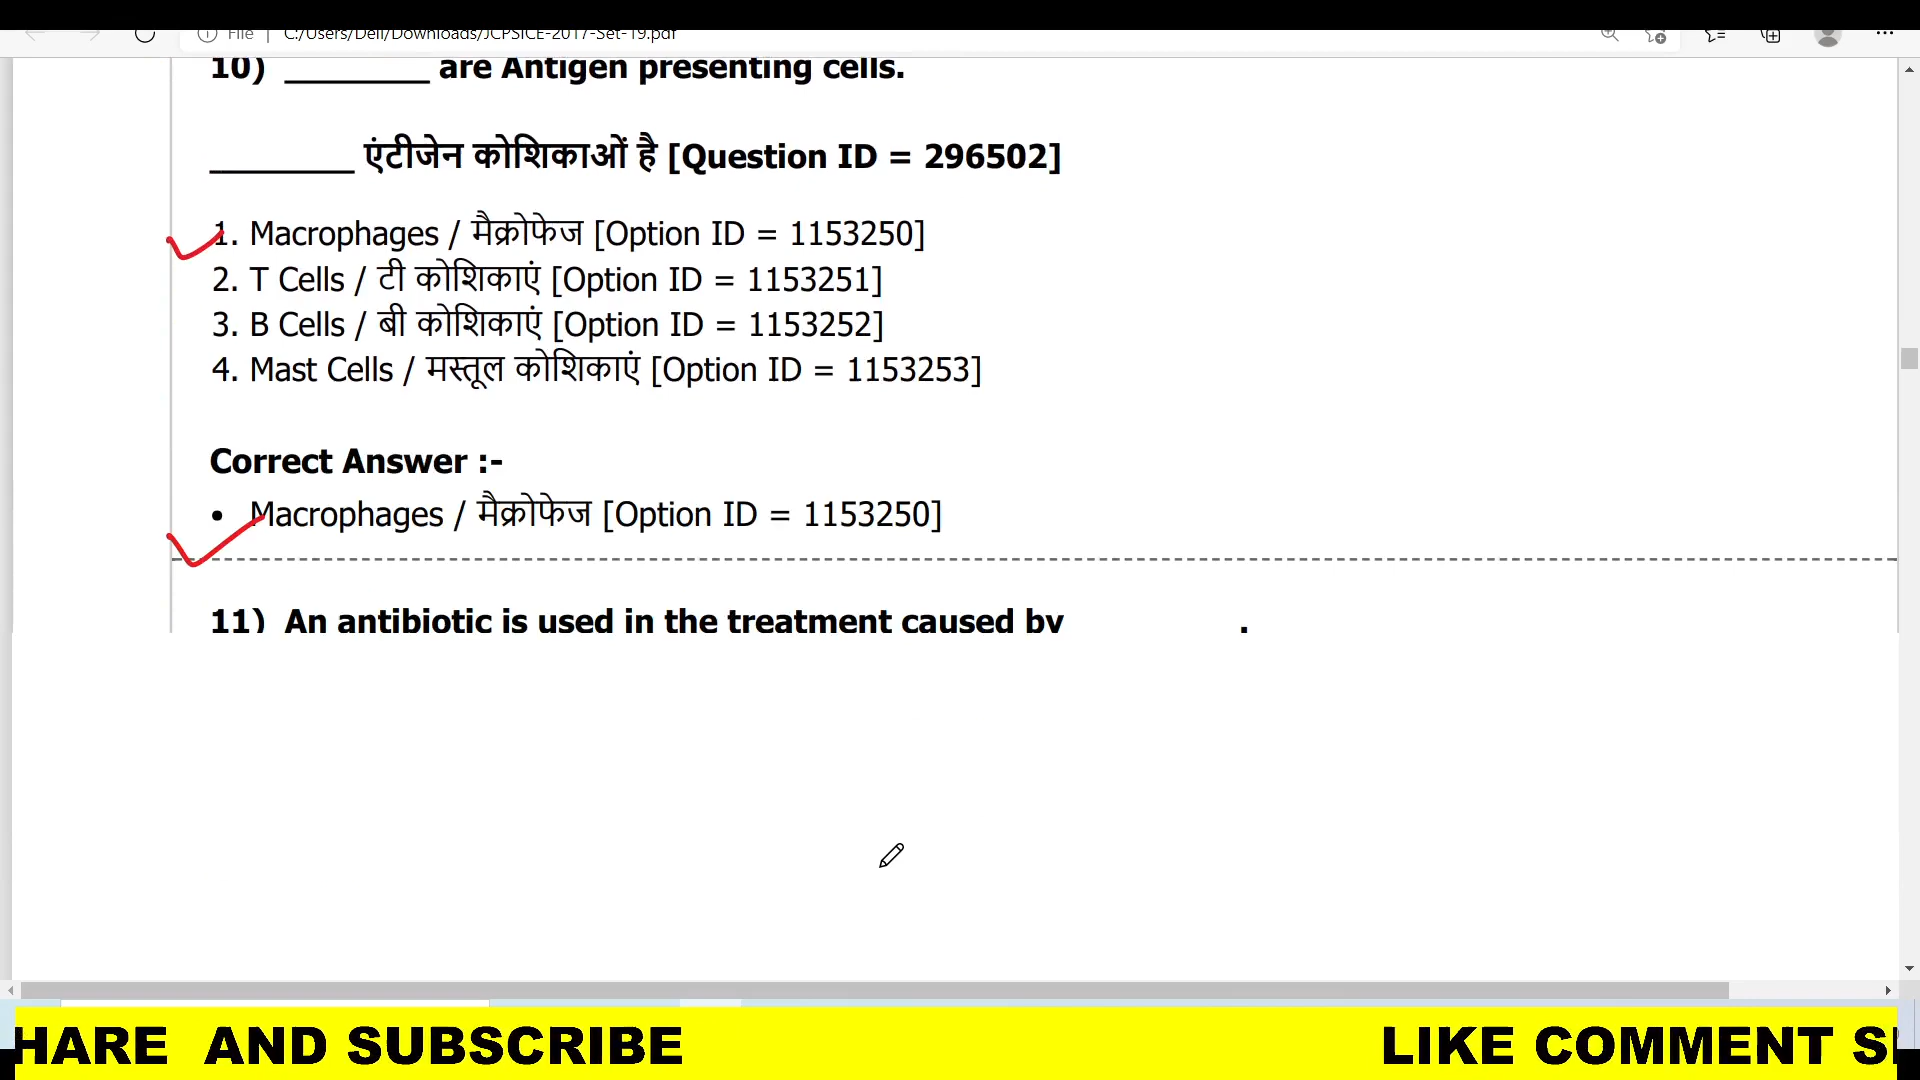 File | C:/Users/Dell/Downloads/JCPSICE-2017-Set-19.pdf
10) ________ are Antigen presenting cells.
________ एंटीजेन कोशिकाओं है [Question ID = 296502]
1. Macrophages / मैक्रोफेज [Option ID = 1153250]
2. T Cells / टी कोशिकाएं [Option ID = 1153251]
3. B Cells / बी कोशिकाएं [Option ID = 1153252]
4. Mast Cells / मस्तूल कोशिकाएं [Option ID = 1153253]
Correct Answer :-
• Macrophages / मैक्रोफेज [Option ID = 1153250]
11) An antibiotic is used in the treatment caused by .
HARE AND SUBSCRIBE LIKE COMMENT S